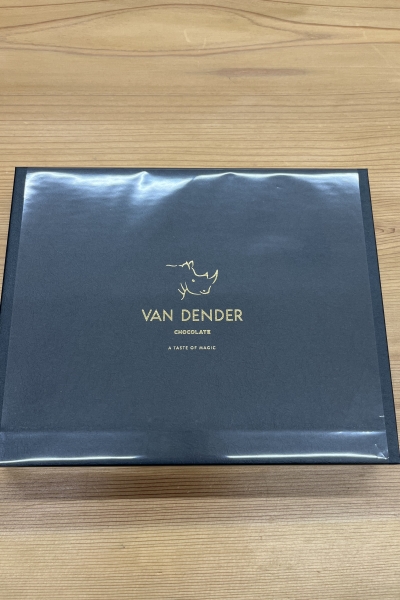 VAN DENDER
CHOCOLATE
A TASTE OF MAGIC